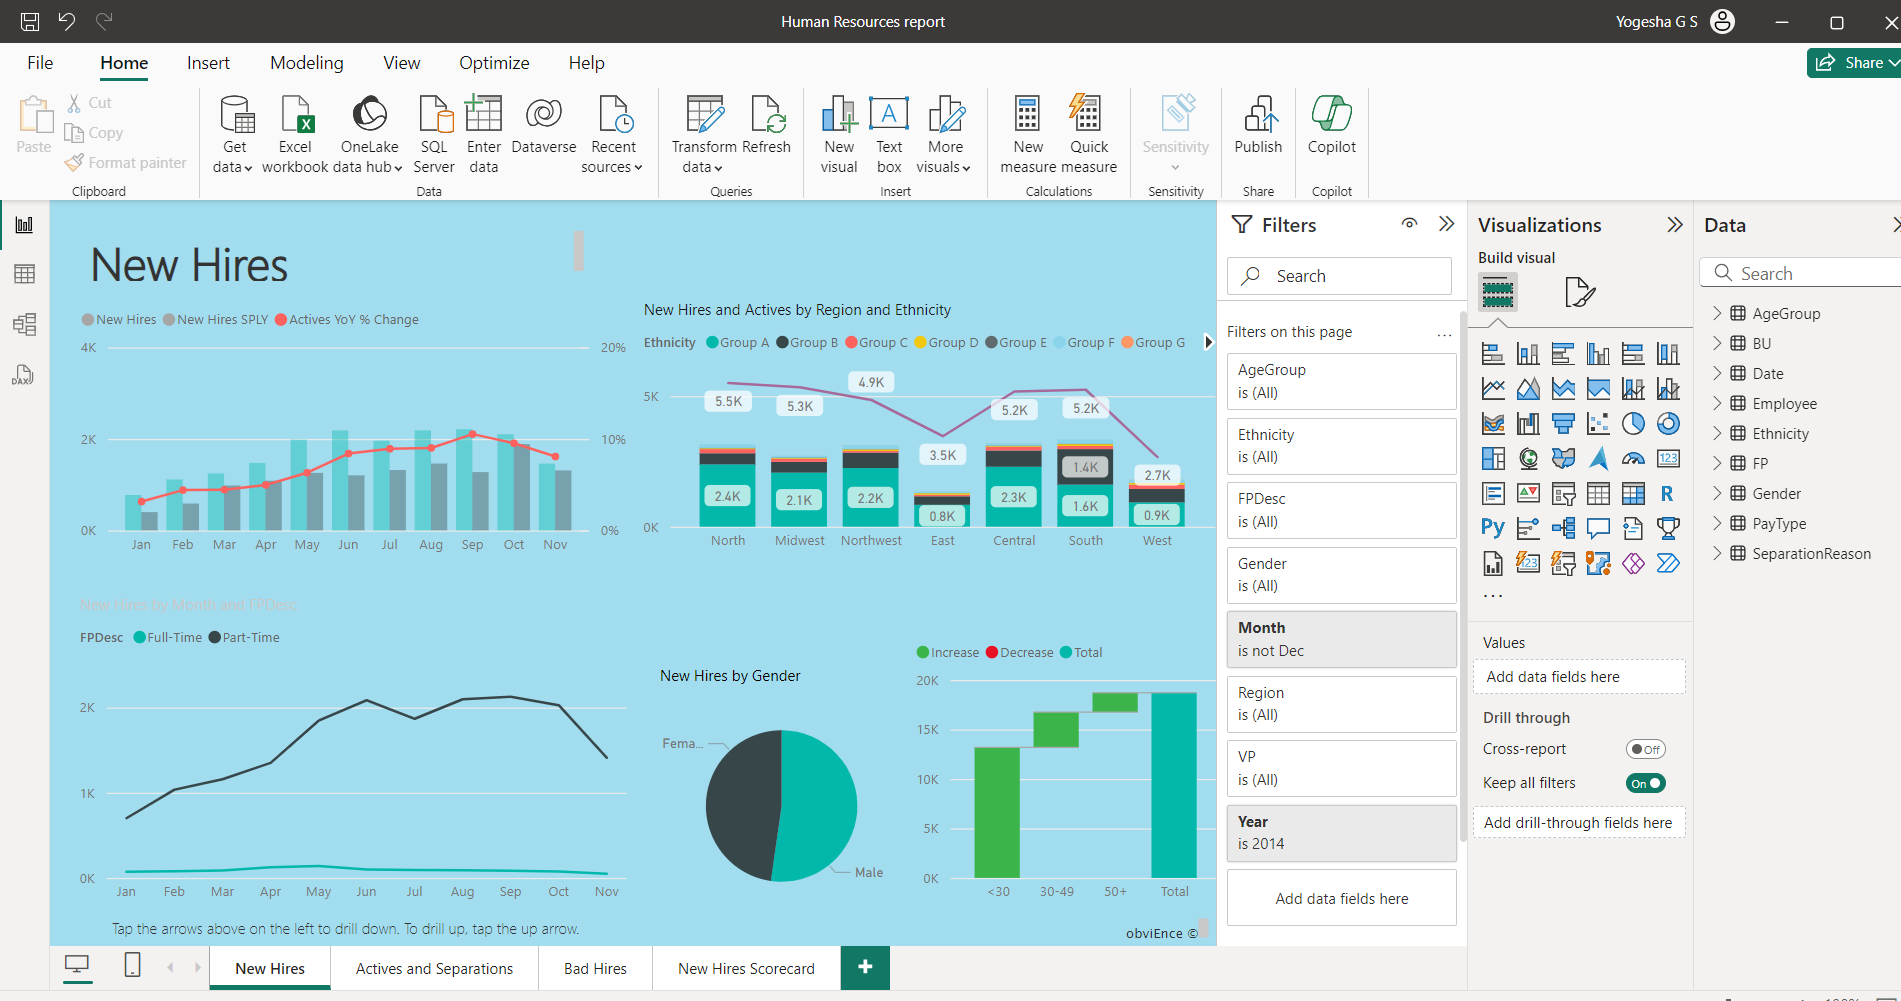 Human Resources report
Yogesha G S
File
Home
Insert
Modeling
View
Optimize
Help
Share
Paste
Cut
Copy
Format painter
Clipboard
Get
data
Excel
workbook
OneLake
data hub
SQL
Server
Enter
data
Dataverse
Recent
sources
Data
Transform
data
Refresh
Queries
New
visual
Text
box
More
visuals
Insert
New
measure
Quick
measure
Calculations
Sensitivity
Sensitivity
Publish
Share
Copilot
Copilot
DAX
New Hires
New Hires New Hires SPLY Actives YoY % Change
4K
2K
0K
20%
10%
0%
Jan Feb Mar Apr May Jun Jul Aug Sep Oct Nov
New Hires and Actives by Region and Ethnicity
Ethnicity Group A Group B Group C Group D Group E Group F Group G
5K
0K
5.5K
5.3K
4.9K
3.5K
5.2K
5.2K
2.7K
1.4K
2.4K
2.1K
2.2K
0.8K
2.3K
1.6K
0.9K
North Midwest Northwest East Central South West
New Hires by Month and FPDesc
FPDesc Full-Time Part-Time
2K
1K
0K
Jan Feb Mar Apr May Jun Jul Aug Sep Oct Nov
New Hires by Gender
Fema...
Male
Increase Decrease Total
20K
15K
10K
5K
0K
<30 30-49 50+ Total
Tap the arrows above on the left to drill down. To drill up, tap the up arrow.
obviEnce ©
Filters
Search
Filters on this page
...
AgeGroup
is (All)
Ethnicity
is (All)
FPDesc
is (All)
Gender
is (All)
Month
is not Dec
Region
is (All)
VP
is (All)
Year
is 2014
Add data fields here
Visualizations
Build visual
123
R
Py
123
...
Values
Add data fields here
Drill through
Cross-report
Off
Keep all filters
On
Add drill-through fields here
Data
Search
AgeGroup
BU
Date
Employee
Ethnicity
FP
Gender
PayType
SeparationReason
New Hires
Actives and Separations
Bad Hires
New Hires Scorecard
+